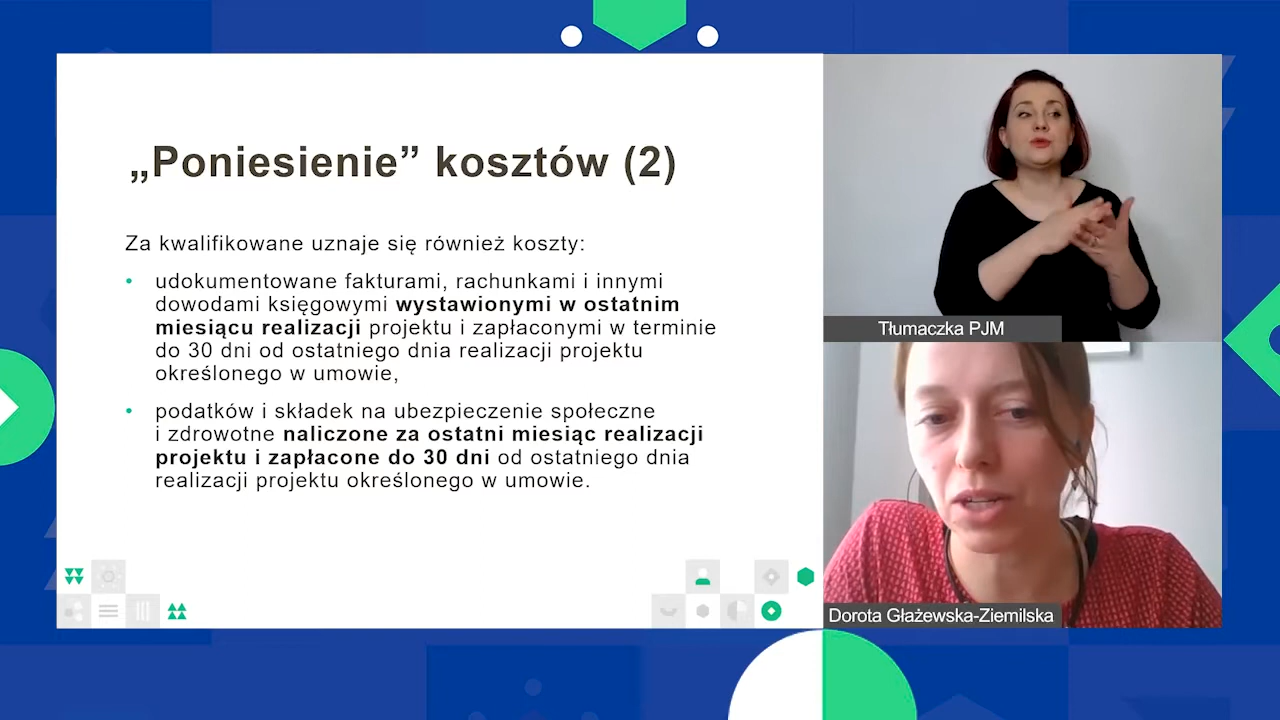 „Poniesienie” kosztów (2)
Za kwalifikowane uznaje się również koszty:
• udokumentowane fakturami, rachunkami i innymi
dowodami księgowymi wystawionymi w ostatnim
miesiącu realizacji projektu i zapłaconymi w terminie
do 30 dni od ostatniego dnia realizacji projektu
określonego w umowie,
• podatków i składek na ubezpieczenie społeczne
i zdrowotne naliczone za ostatni miesiąc realizacji
projektu i zapłacone do 30 dni od ostatniego dnia
realizacji projektu określonego w umowie.
Tłumaczka PJM
Dorota Głażewska-Ziemilska